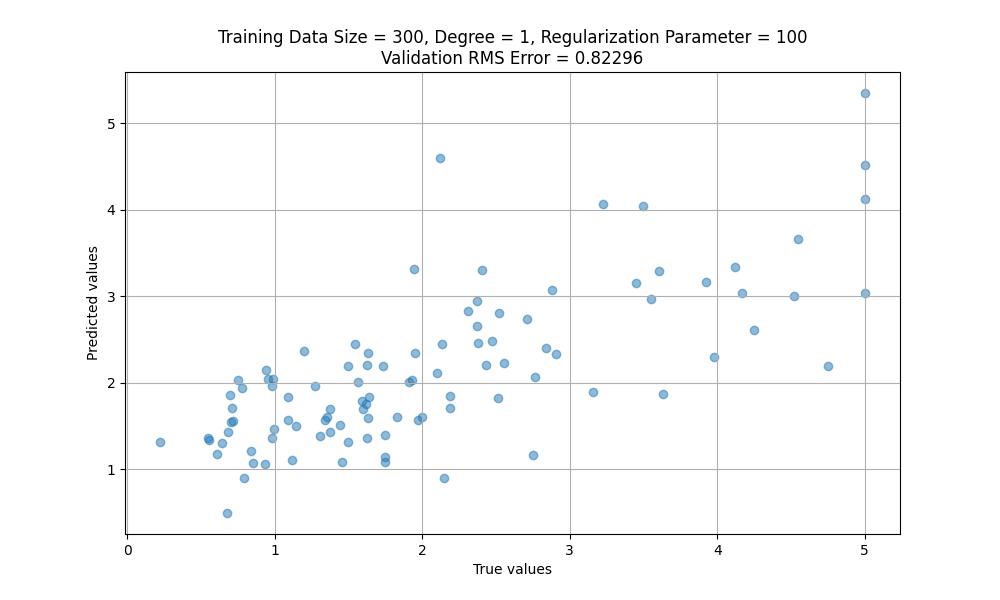 Training Data Size = 300, Degree = 1, Regularization Parameter = 100
Validation RMS Error = 0.82296
5
4
3
2
1
Predicted values
0 1 2 3 4 5
True values